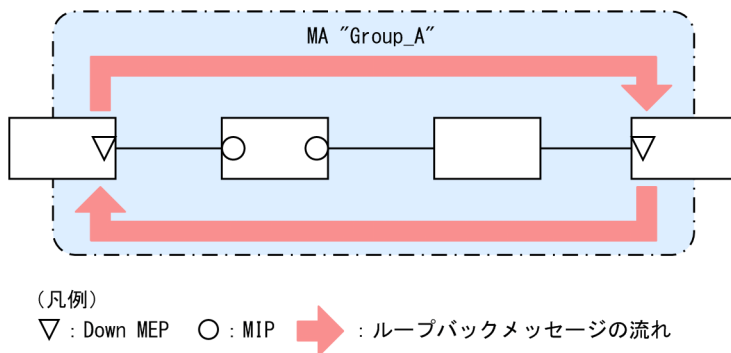 MA "Group_A"
(凡例)
▽ : Down MEP ○ : MIP ➡ : ループバックメッセージの流れ